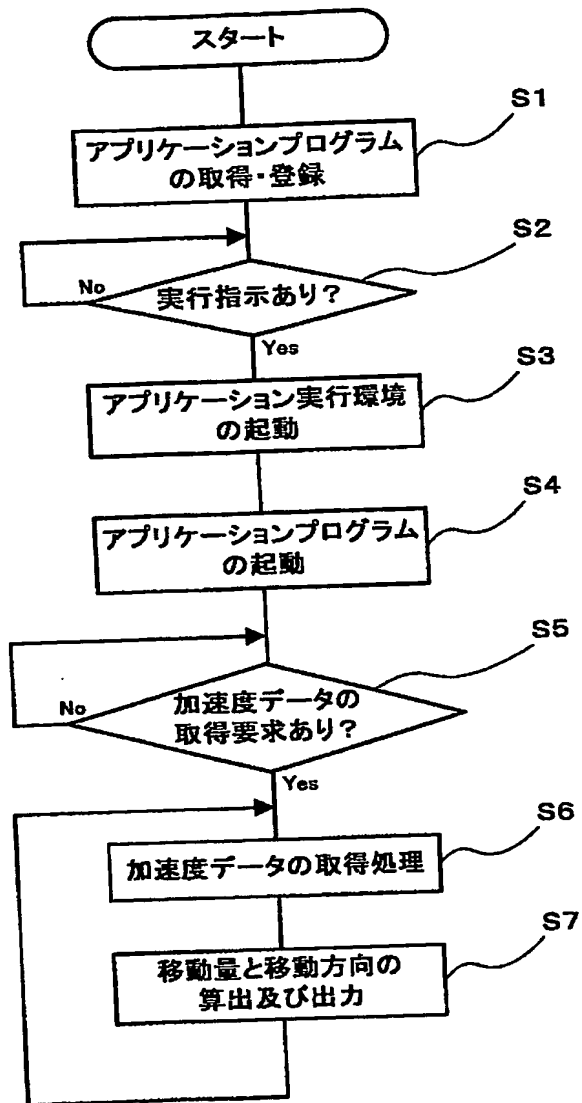 スタート
S1
アプリケーションプログラム
の取得・登録
S2
No
実行指示あり?
Yes
S3
アプリケーション実行環境
の起動
S4
アプリケーションプログラム
の起動
S5
No
加速度データの
取得要求あり?
Yes
S6
加速度データの取得処理
S7
移動量と移動方向の
算出及び出力